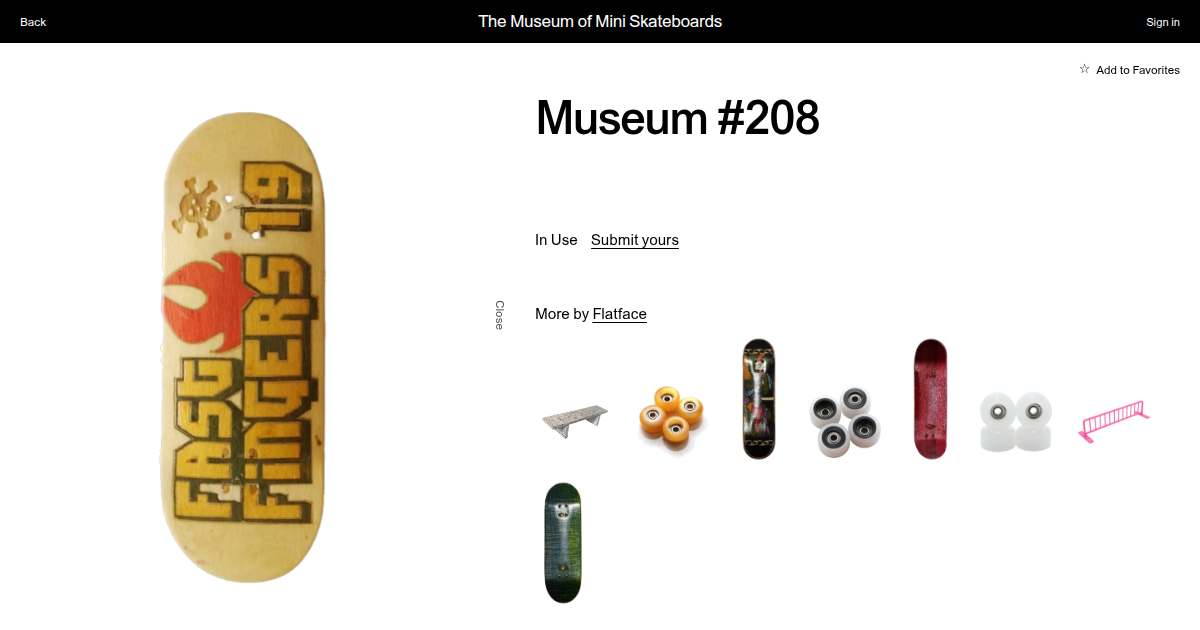 Back
The Museum of Mini Skateboards
Sign in
☆ Add to Favorites
Museum #208
In Use Submit yours
Close
More by Flatface
FASG
FiNGERS 19